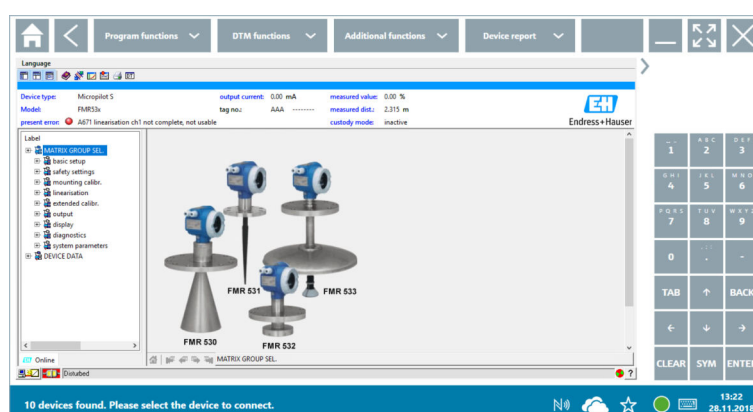 Program functions
DTM functions
Additional functions
Device report
Language
Device type: Micropilot S output current: 0.00 mA measured value: 0.00 %
Model: FMR53x tag no.: AAA -------- measured dist.: 2.315 m
present error: A671 linearisation ch1 not complete, not usable custody mode: inactive
EH
Endress+Hauser
Label
MATRIX GROUP SEL.
basic setup
safety settings
mounting calibr.
linearisation
extended calibr.
output
display
diagnostics
system parameters
DEVICE DATA
FMR 531
FMR 533
FMR 530
FMR 532
Online
MATRIX GROUP SEL.
Disturbed
?
1 ABC 2 DEF 3
GHI 4 JKL 5 MNO 6
PQRS 7 TUV 8 WXYZ 9
0 . -
TAB ↑ BACK
← ↓ →
CLEAR SYM ENTER
10 devices found. Please select the device to connect.
13:22
28.11.2018